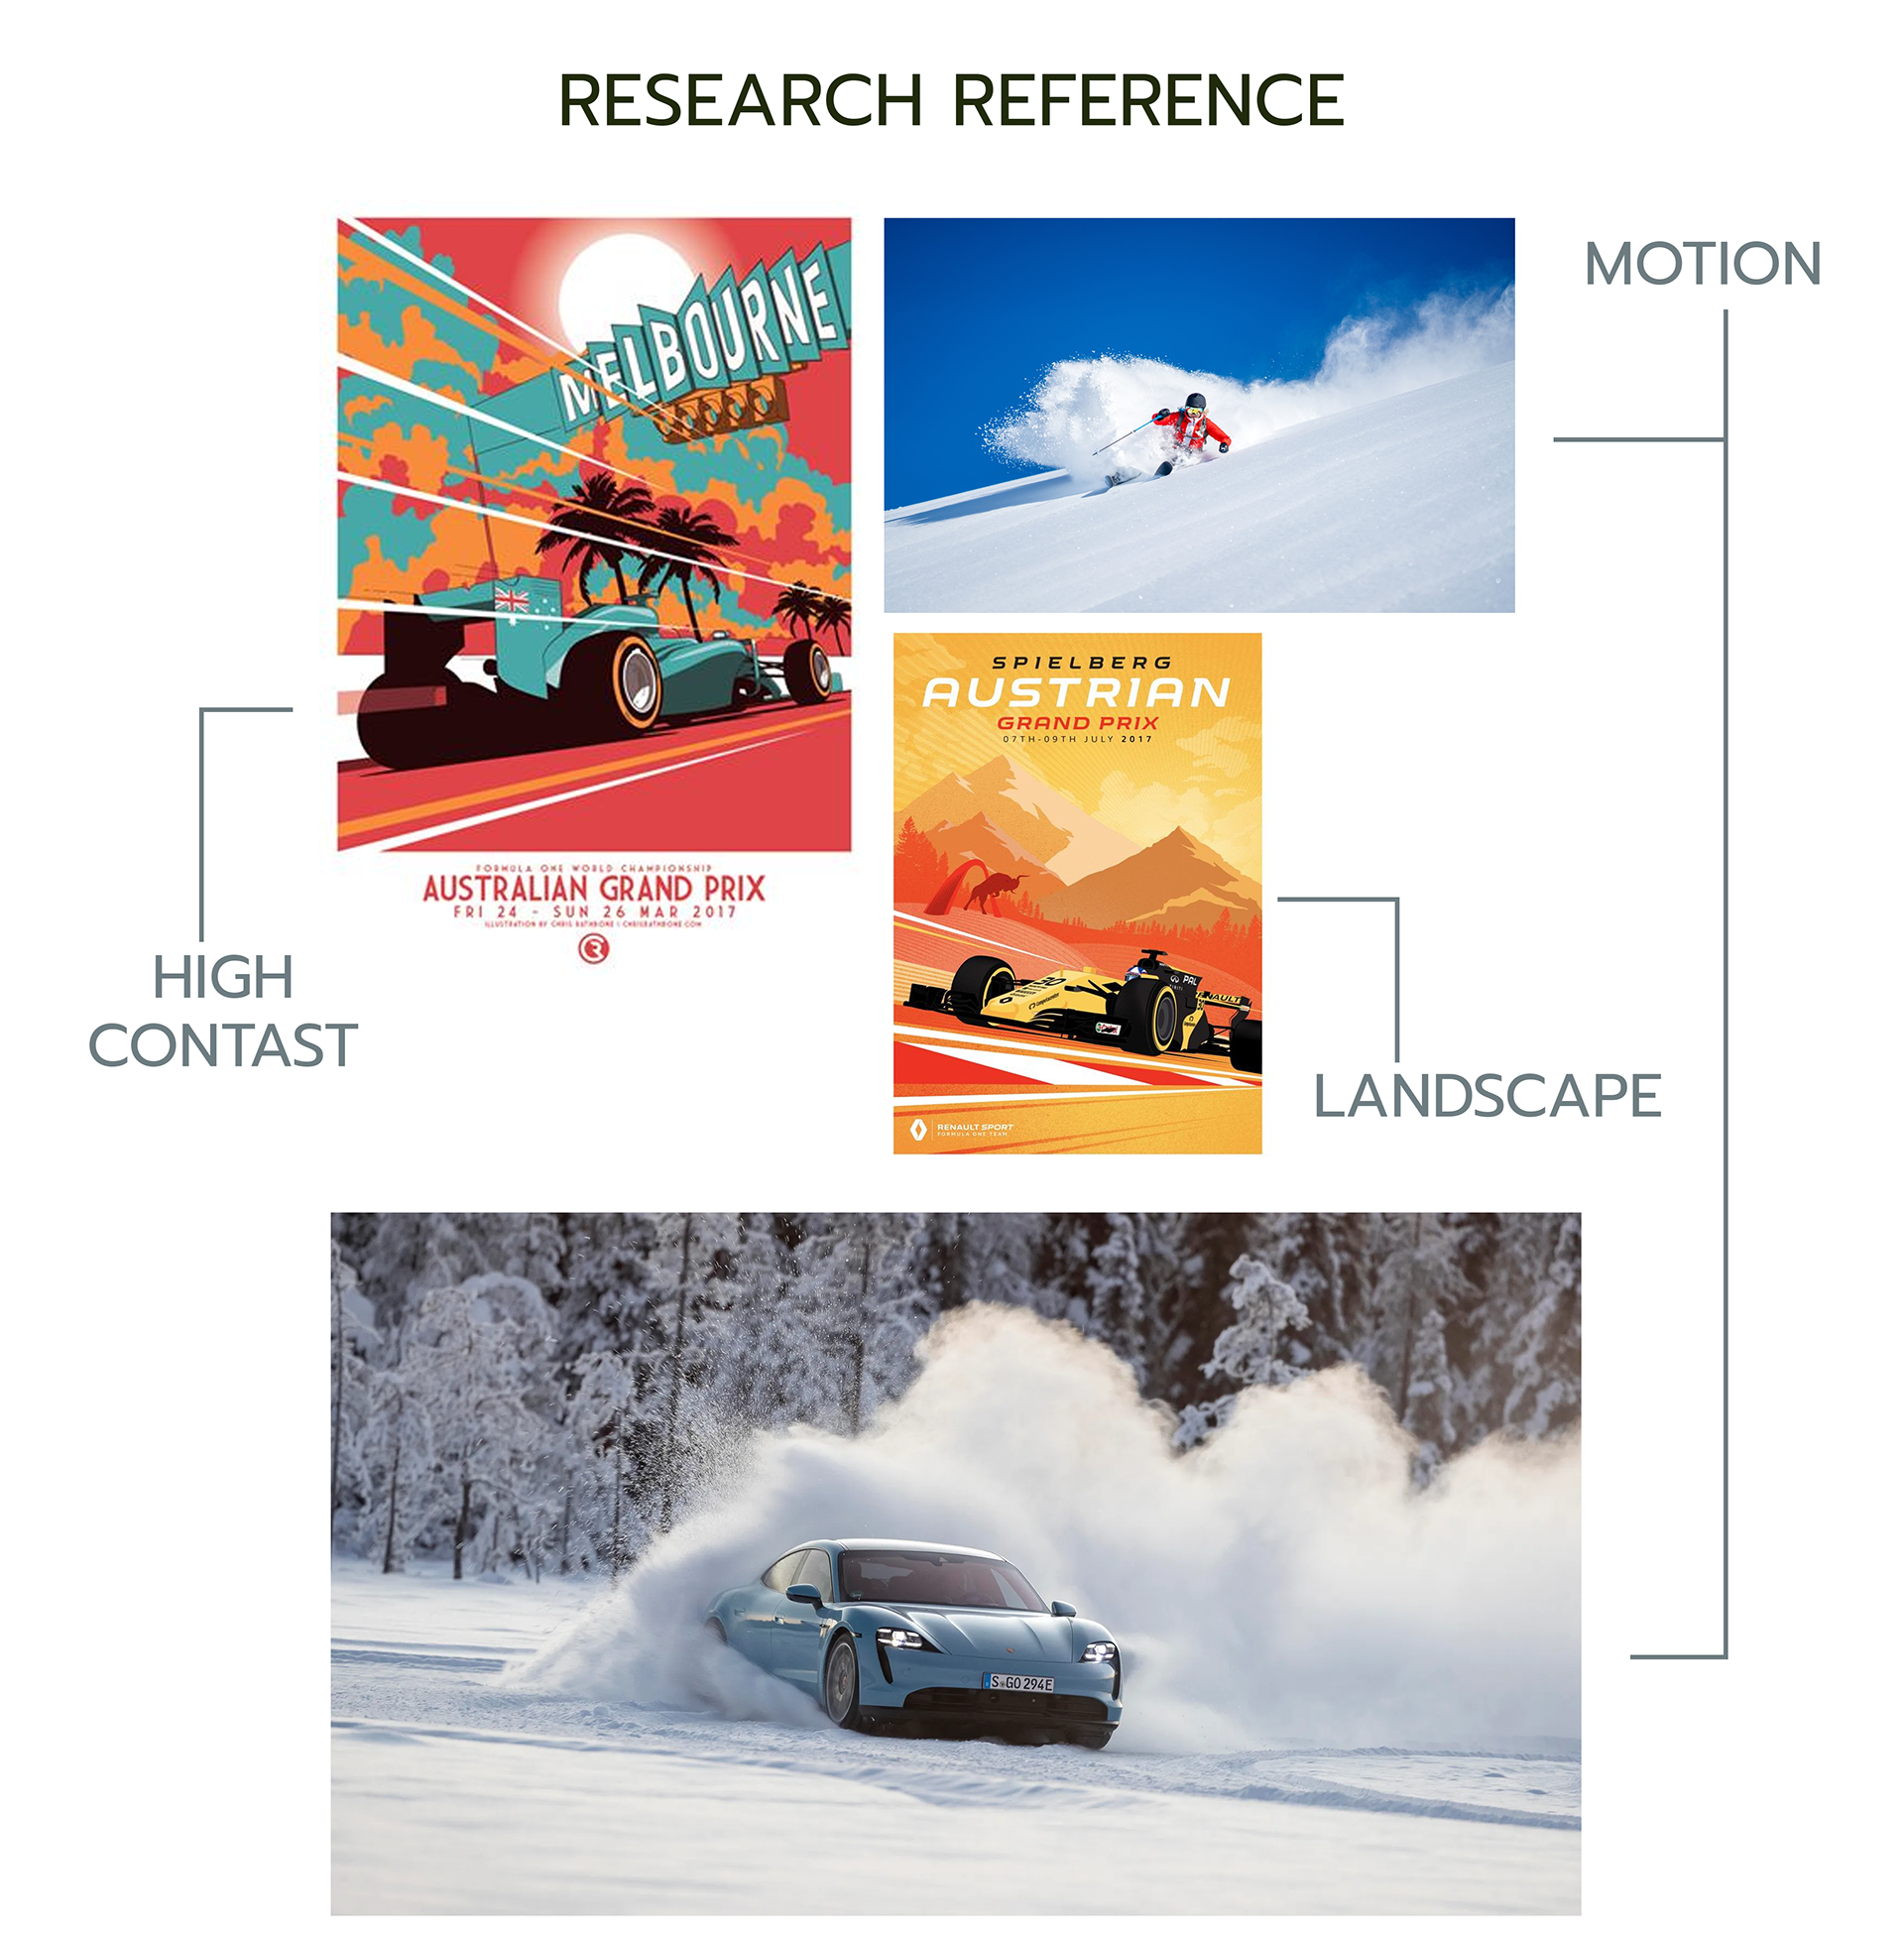 RESEARCH REFERENCE
MELBOURNE
FORMULA ONE WORLD CHAMPIONSHIP
AUSTRALIAN GRAND PRIX
FRI 24 - SUN 26 MAR 2017
ILLUSTRATION BY CHRIS RATHBONE | CHRISRATHBONE.COM
MOTION
SPIELBERG
AUSTRIAN
GRAND PRIX
07TH-09TH JULY 2017
30
PAL
RENAULT SPORT
FORMULA ONE TEAM
HIGH
CONTAST
LANDSCAPE
S GO 294E